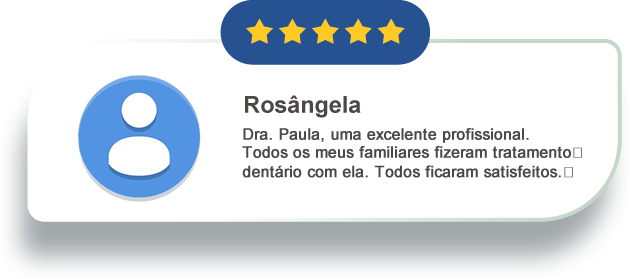 Rosângela
Dra. Paula, uma excelente profissional.
Todos os meus familiares fizeram tratamento
dentário com ela. Todos ficaram satisfeitos.